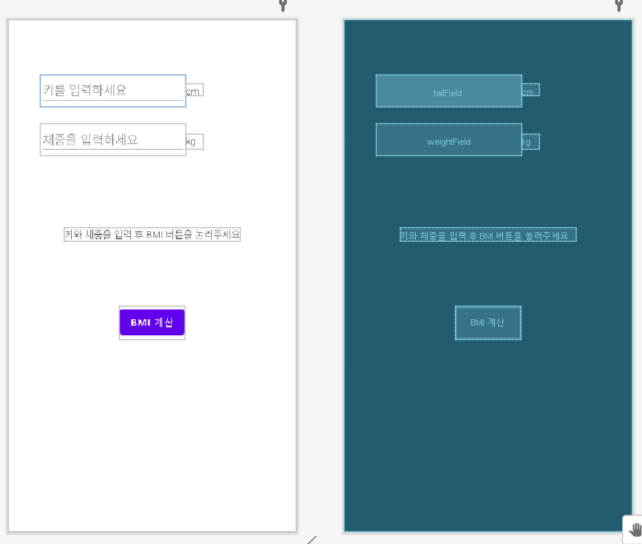 키를 입력하세요 cm
체중을 입력하세요 kg
키와 체중을 입력 후 BMI 버튼을 눌러주세요
BMI 계산
tallField cm
weightField kg
키와 체중을 입력 후 BMI 버튼을 눌러주세요
BMI 계산